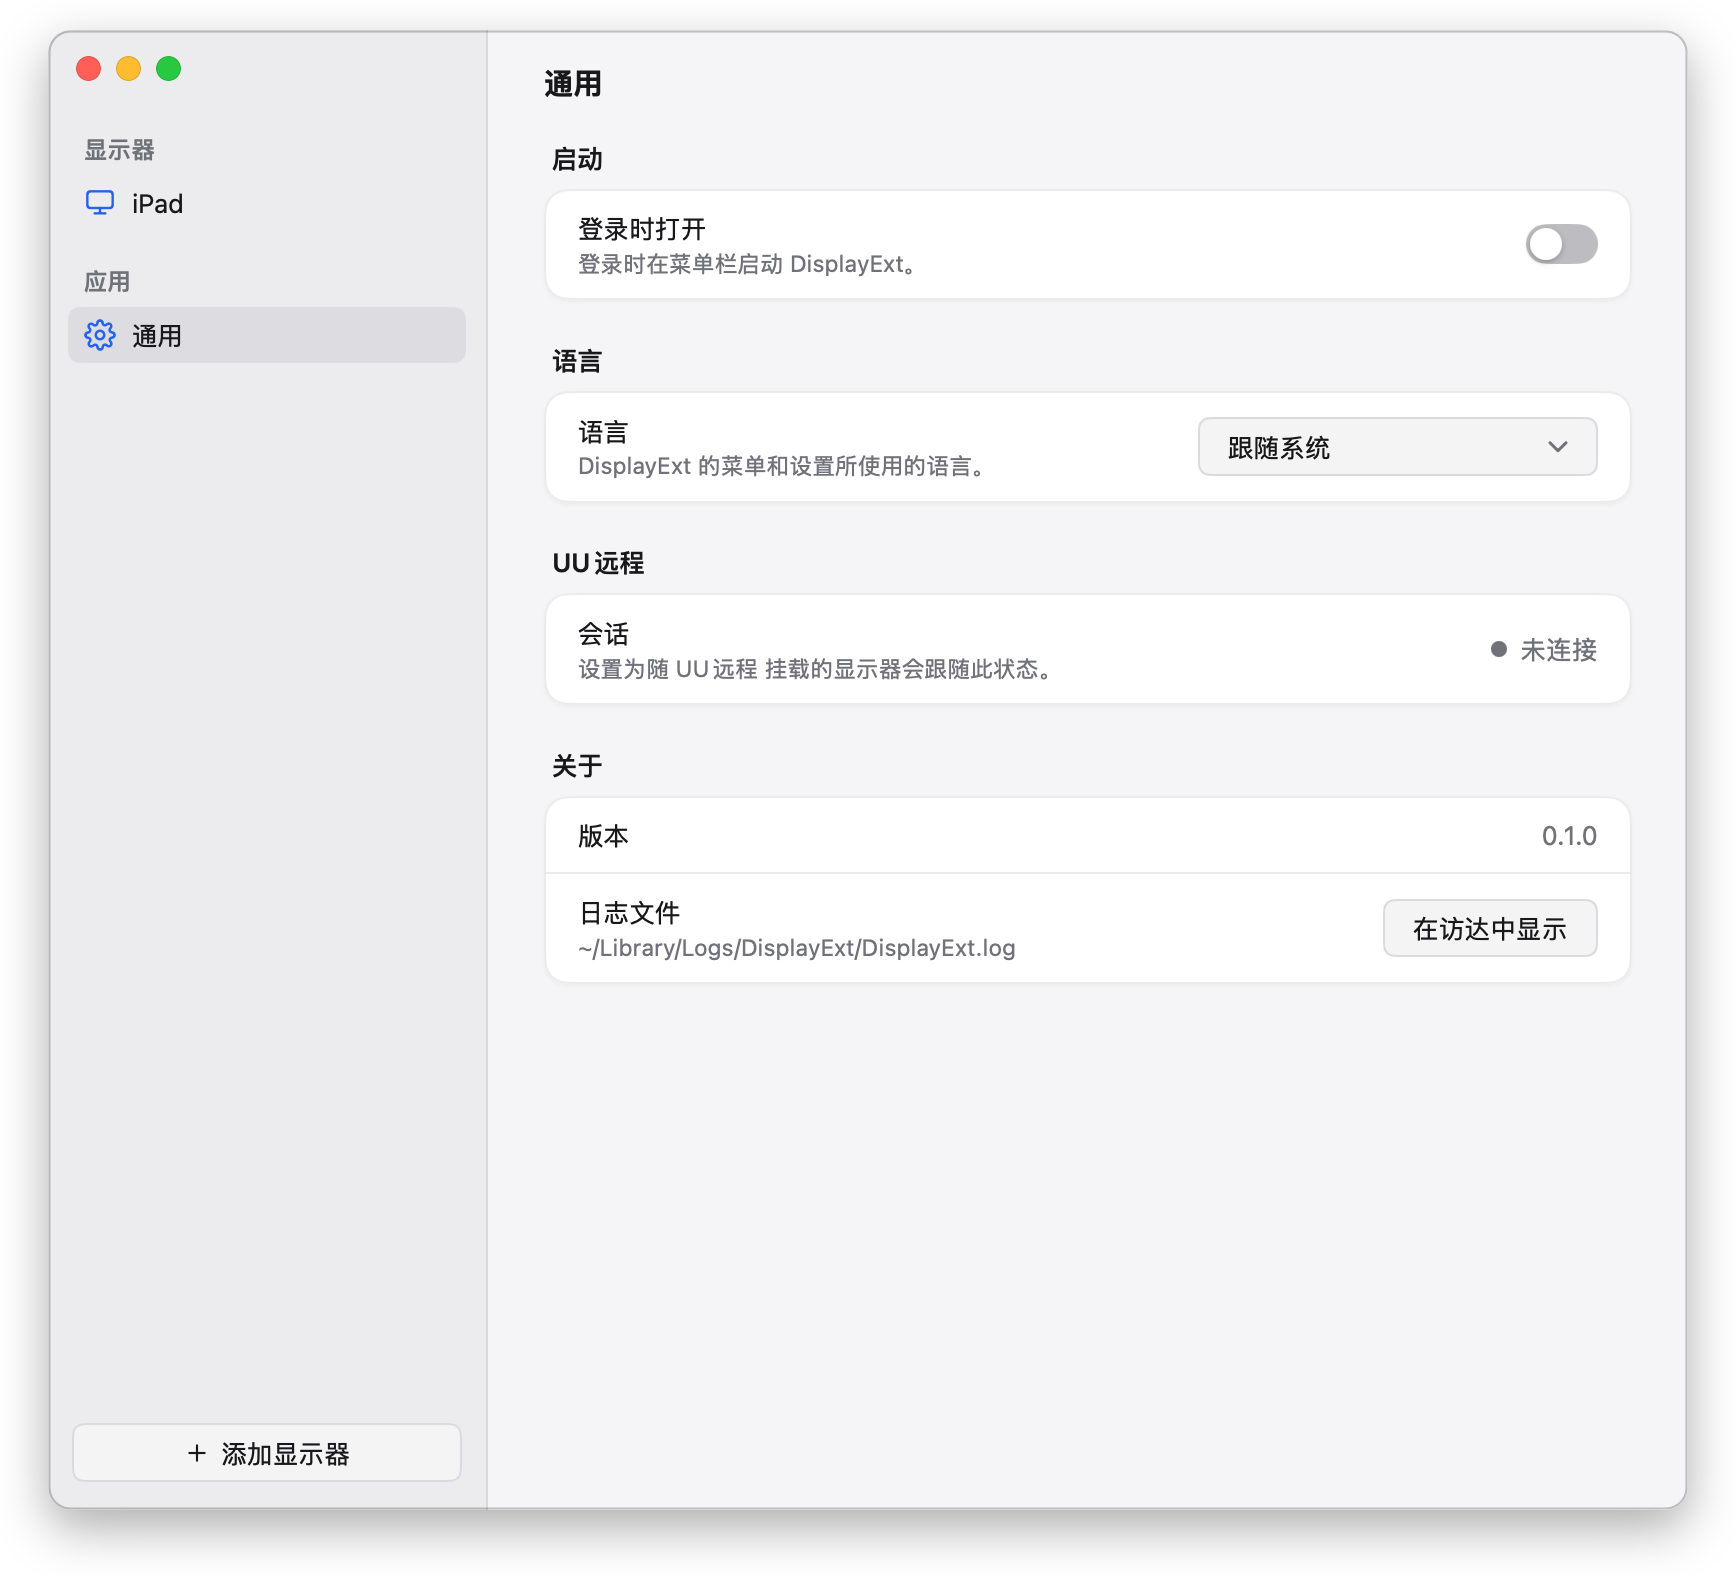 显示器
iPad
应用
通用
添加显示器
通用
启动
登录时打开
登录时在菜单栏启动 DisplayExt。
语言
语言
DisplayExt 的菜单和设置所使用的语言。
跟随系统
UU远程
会话
设置为随 UU远程 挂载的显示器会跟随此状态。
未连接
关于
版本
0.1.0
日志文件
~/Library/Logs/DisplayExt/DisplayExt.log
在访达中显示